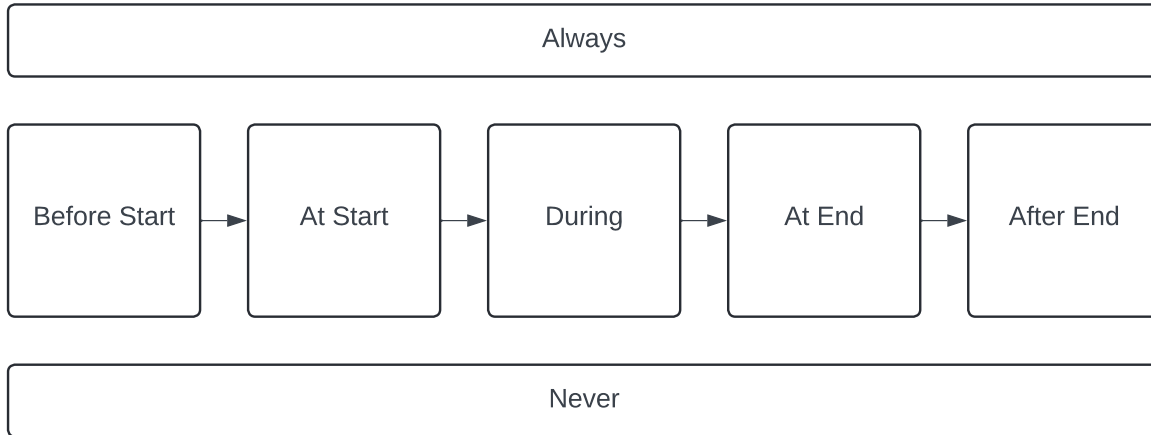 Always
Before Start
At Start
During
At End
After End
Never